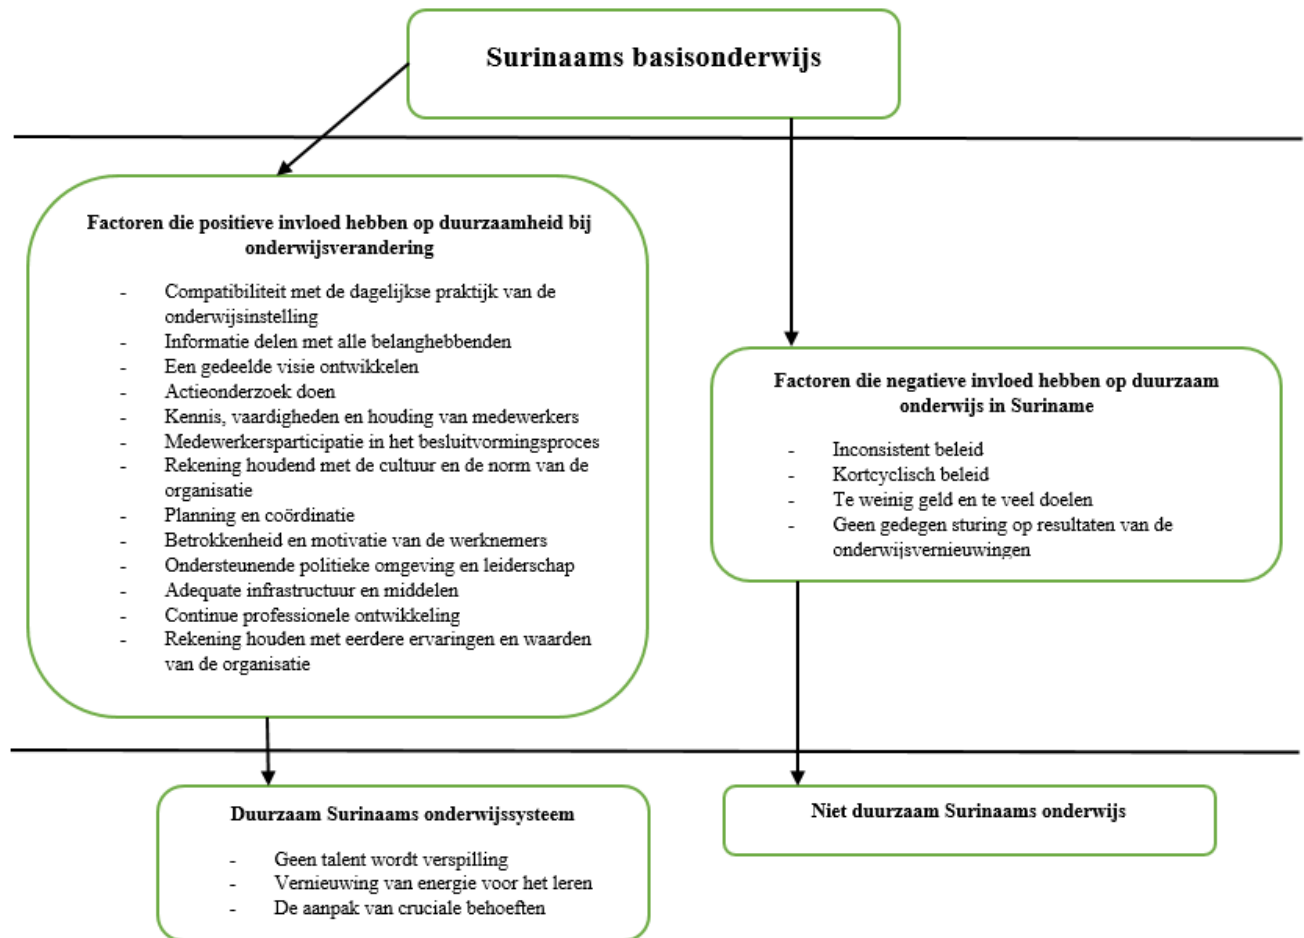 Surinaams basisonderwijs
Factoren die positieve invloed hebben op duurzaamheid bij
onderwijsverandering
- Compatibiliteit met de dagelijkse praktijk van de
onderwijsinstelling
- Informatie delen met alle belanghebbenden
- Een gedeelde visie ontwikkelen
- Actieonderzoek doen
- Kennis, vaardigheden en houding van medewerkers
- Medewerkersparticipatie in het besluitvormingsproces
- Rekening houdend met de cultuur en de norm van de
organisatie
- Planning en coördinatie
- Betrokkenheid en motivatie van de werknemers
- Ondersteunende politieke omgeving en leiderschap
- Adequate infrastructuur en middelen
- Continue professionele ontwikkeling
- Rekening houden met eerdere ervaringen en waarden
van de organisatie
Factoren die negatieve invloed hebben op duurzaam
onderwijs in Suriname
- Inconsistent beleid
- Kortcyclisch beleid
- Te weinig geld en te veel doelen
- Geen gedegen sturing op resultaten van de
onderwijsvernieuwingen
Duurzaam Surinaams onderwijssysteem
- Geen talent wordt verspilling
- Vernieuwing van energie voor het leren
- De aanpak van cruciale behoeften
Niet duurzaam Surinaams onderwijs